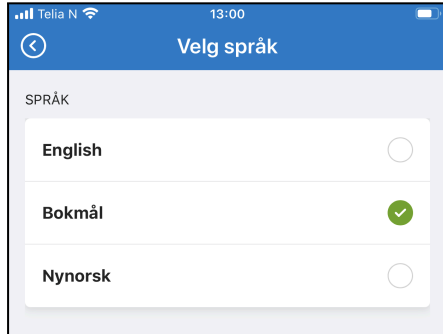 Telia N 13:00
Velg språk
SPRÅK
English
Bokmål
Nynorsk